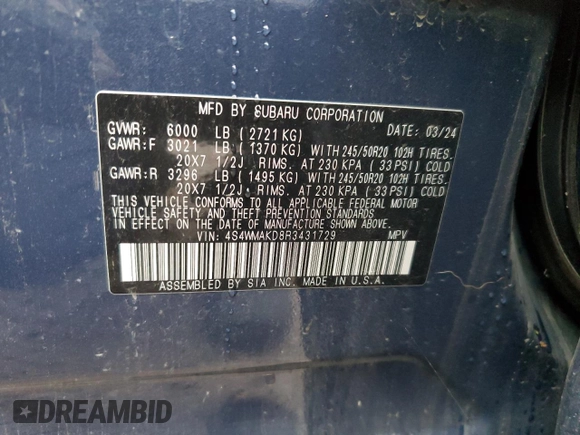 MFD BY SUBARU CORPORATION
GVWR: 6000 LB (2721 KG) DATE: 03/24
GAWR:F 3021 LB (1370 KG) WITH 245/50R20 102H TIRES.
20X7 1/2J RIMS. AT 230 KPA (33 PSI) COLD
GAWR:R 3296 LB (1495 KG) WITH 245/50R20 102H TIRES.
20X7 1/2J RIMS. AT 230 KPA (33 PSI) COLD
THIS VEHICLE CONFORMS TO ALL APPLICABLE FEDERAL MOTOR
VEHICLE SAFETY AND THEFT PREVENTION STANDARDS
IN EFFECT ON THE DATE OF MANUFACTURE SHOWN ABOVE.
VIN: 4S4WMAKD8R3431729 MPV
ASSEMBLED BY SIA INC. MADE IN U.S.A.
DREAMBID